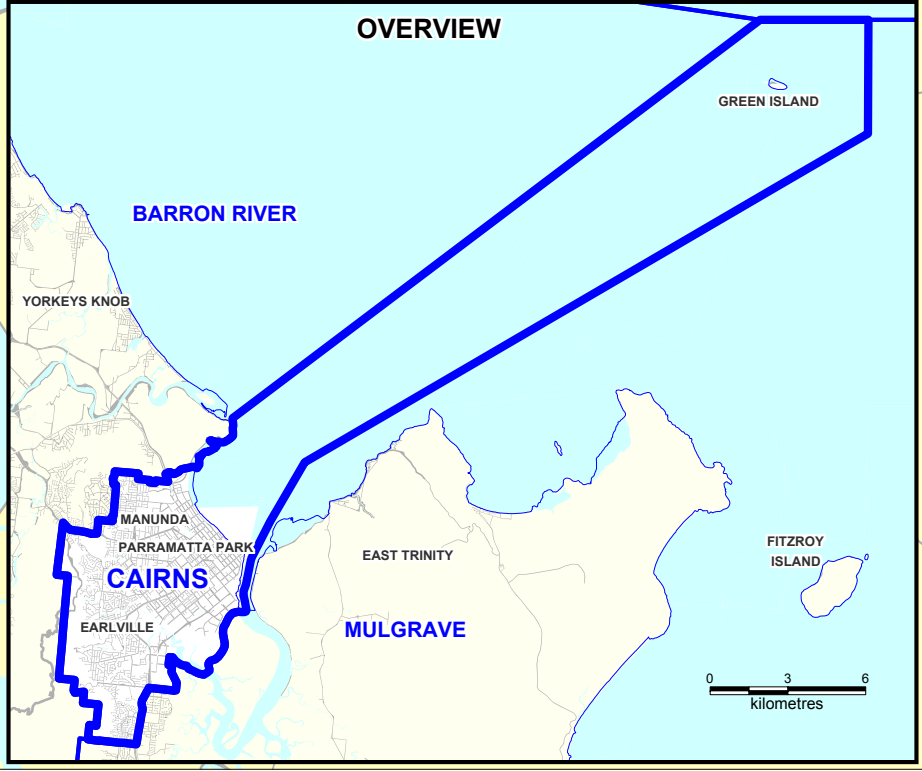 OVERVIEW
GREEN ISLAND
BARRON RIVER
YORKEYS KNOB
MANUNDA
PARRAMATTA PARK
CAIRNS
EARLVILLE
EAST TRINITY
MULGRAVE
FITZROY
ISLAND
0 3 6
kilometres